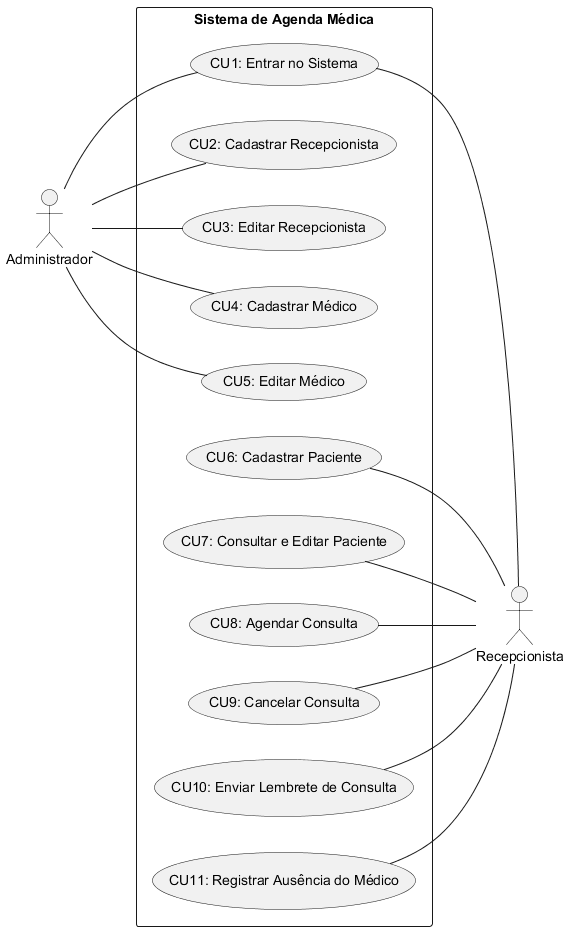 Sistema de Agenda Médica
CU1: Entrar no Sistema
CU2: Cadastrar Recepcionista
CU3: Editar Recepcionista
Administrador
CU4: Cadastrar Médico
CU5: Editar Médico
CU6: Cadastrar Paciente
CU7: Consultar e Editar Paciente
CU8: Agendar Consulta
Recepcionista
CU9: Cancelar Consulta
CU10: Enviar Lembrete de Consulta
CU11: Registrar Ausência do Médico